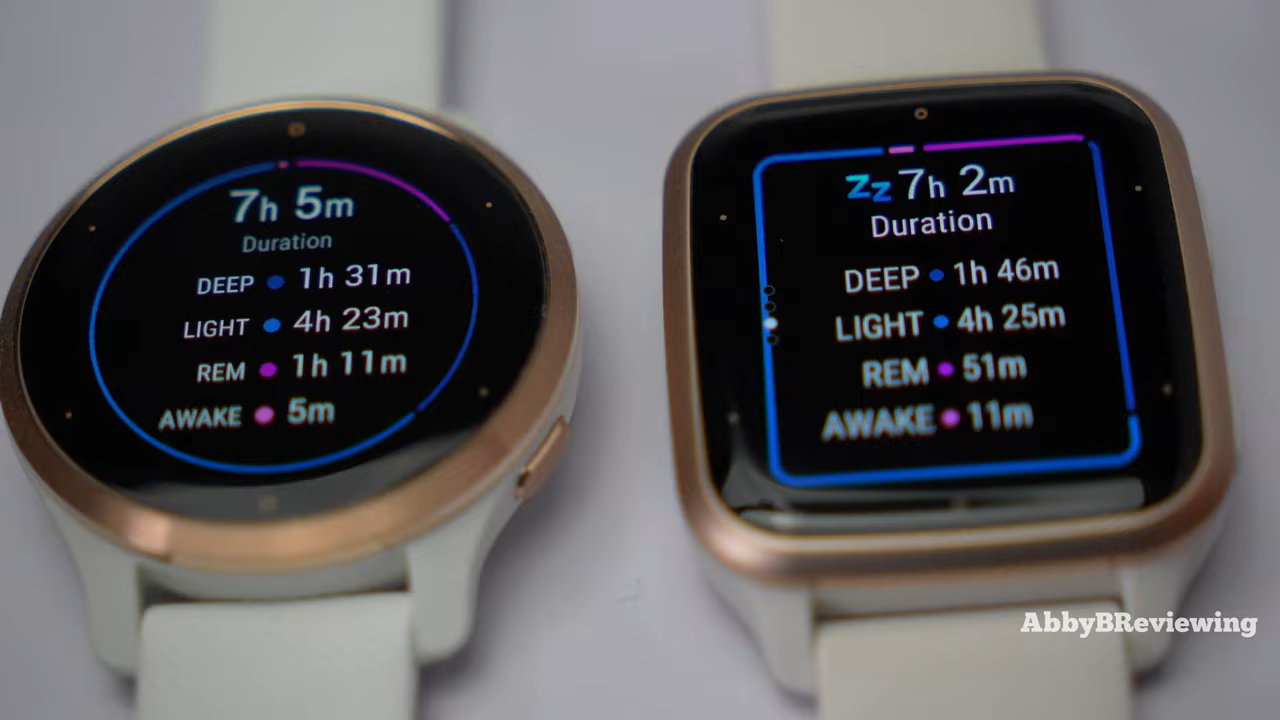 7h 5m
Duration
DEEP 1h 31m
LIGHT 4h 23m
REM 1h 11m
AWAKE 5m
Zz 7h 2m
Duration
DEEP 1h 46m
LIGHT 4h 25m
REM 51m
AWAKE 11m
AbbyBReviewing